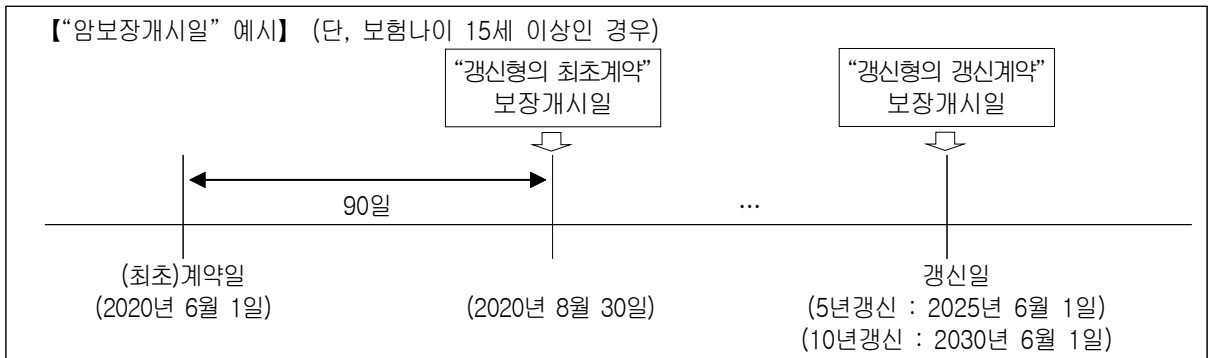 【“암보장개시일” 예시】 (단, 보험나이 15세 이상인 경우)
“갱신형의 최초계약”
보장개시일
“갱신형의 갱신계약”
보장개시일
90일
…
(최초)계약일
(2020년 6월 1일)
(2020년 8월 30일)
갱신일
(5년갱신 : 2025년 6월 1일)
(10년갱신 : 2030년 6월 1일)